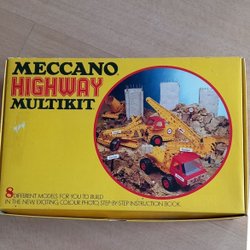 MECCANO
HIGHWAY
MULTIKIT
8 DIFFERENT MODELS FOR YOU TO BUILD
IN THE NEW EXCITING COLOUR PHOTO STEP-BY-STEP INSTRUCTION BOOK.